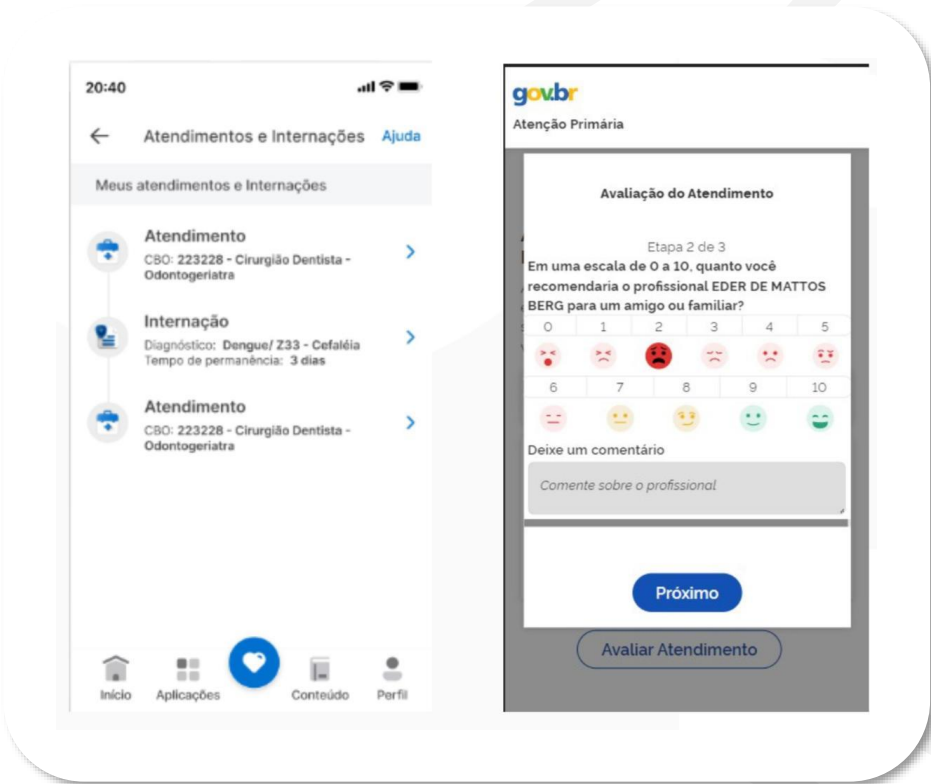 20:40
Atendimentos e Internações Ajuda
Meus atendimentos e Internações
Atendimento
CBO: 223228 - Cirurgião Dentista -
Odontogeriatra
Internação
Diagnóstico: Dengue/ Z33 - Cefaléia
Tempo de permanência: 3 dias
Atendimento
CBO: 223228 - Cirurgião Dentista -
Odontogeriatra
Início Aplicações Conteúdo Perfil
gov.br
Atenção Primária
Avaliação do Atendimento
Etapa 2 de 3
Em uma escala de 0 a 10, quanto você
recomendaria o profissional EDER DE MATTOS
BERG para um amigo ou familiar?
0 1 2 3 4 5
6 7 8 9 10
Deixe um comentário
Comente sobre o profissional
Próximo
Avaliar Atendimento